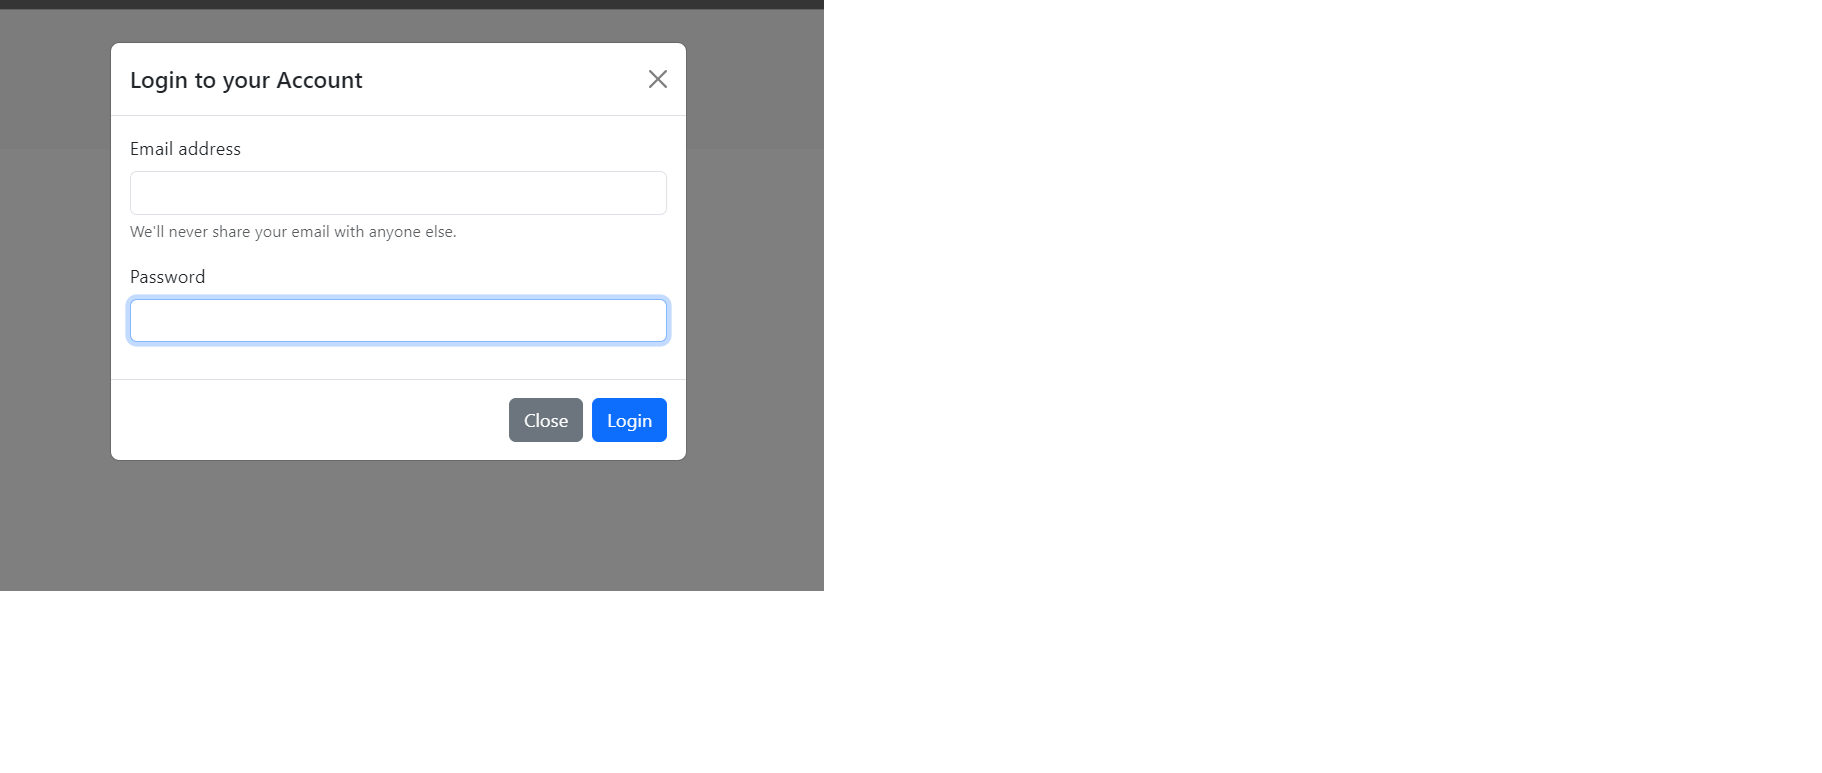 Login to your Account
Email address
We'll never share your email with anyone else.
Password
Close Login